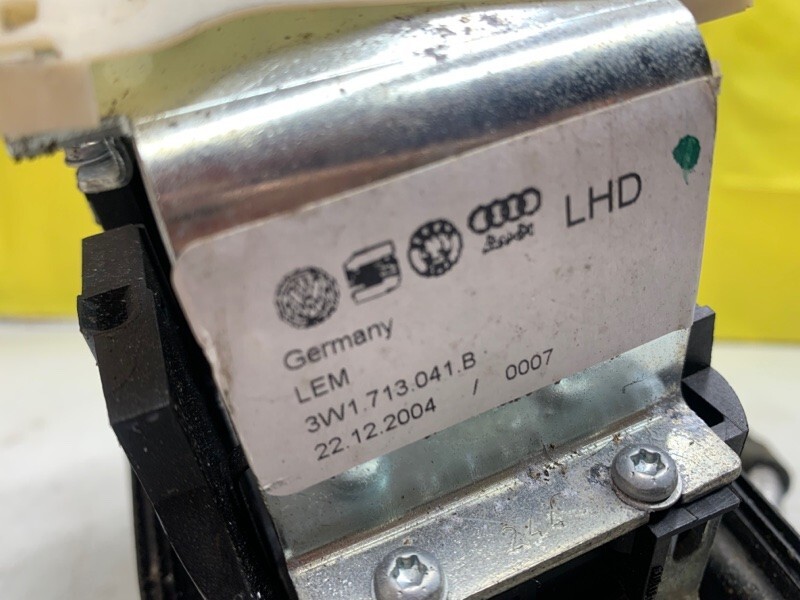 LHD
Germany
LEM
3W1.713.041.B
22.12.2004 / 0007